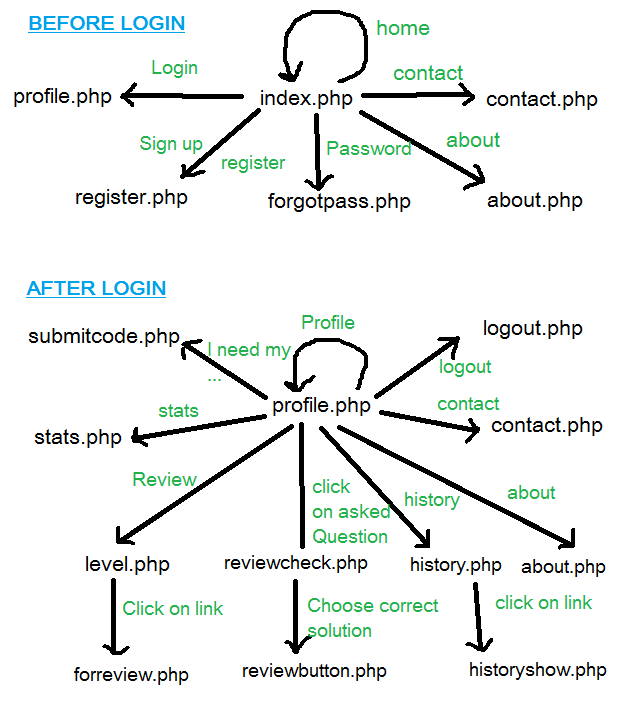 BEFORE LOGIN
home
Login
contact
profile.php
index.php
contact.php
Sign up
register
Password
about
register.php
forgotpass.php
about.php
AFTER LOGIN
submitcode.php
I need my
...
Profile
logout.php
logout
stats
profile.php
contact
stats.php
contact.php
Review
click
on asked
Question
history
about
level.php
reviewcheck.php
history.php
about.php
Click on link
Choose correct
solution
click on link
forreview.php
reviewbutton.php
historyshow.php